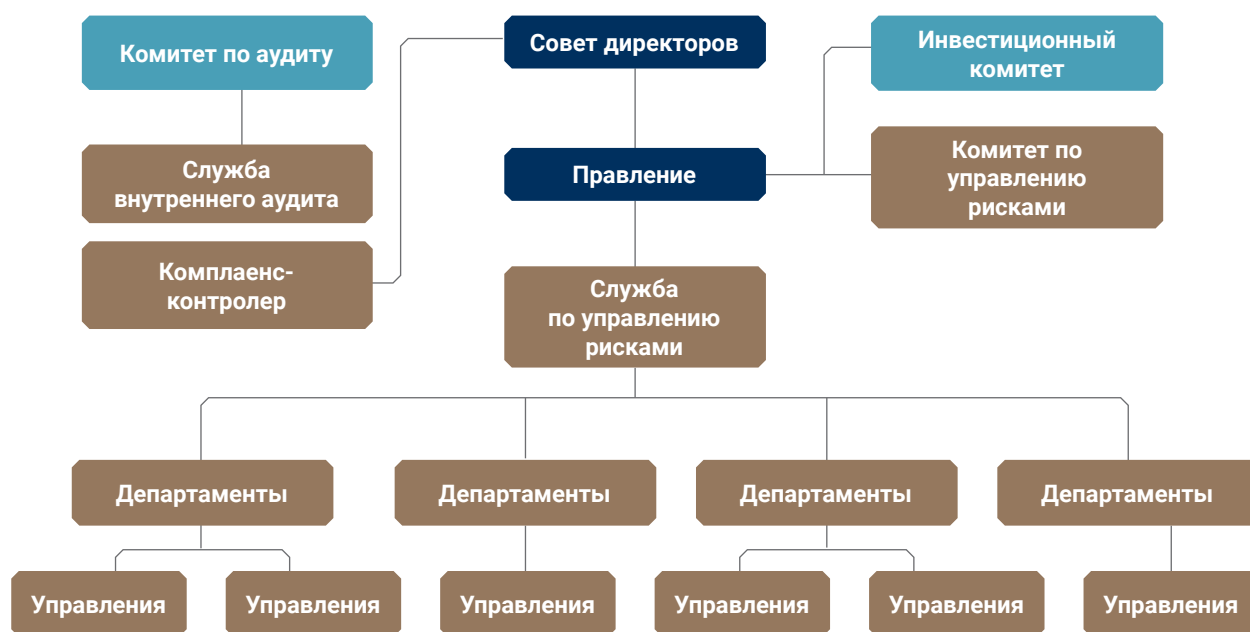 Комитет по аудиту
Совет директоров
Инвестиционный
комитет
Служба
внутреннего аудита
Правление
Комитет по
управлению
рисками
Комплаенс-
контролер
Служба
по управлению
рисками
Департаменты
Департаменты
Департаменты
Департаменты
Управления
Управления
Управления
Управления
Управления
Управления